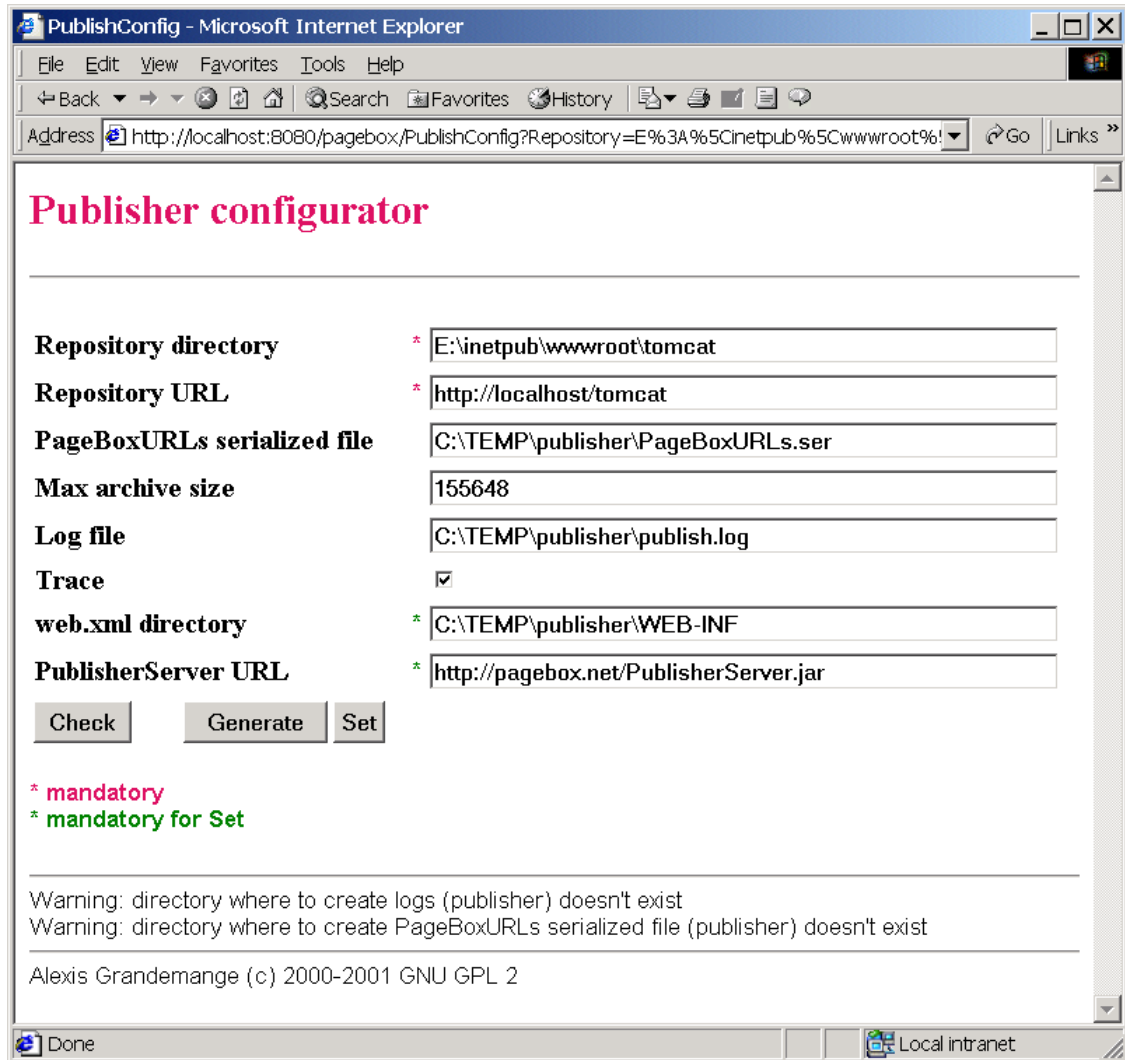 PublishConfig - Microsoft Internet Explorer
File Edit View Favorites Tools Help
Back Search Favorites History
Address http://localhost:8080/pagebox/PublishConfig?Repository=E%3A%5Cinetpub%5Cwwwroot% Go Links »
Publisher configurator
Repository directory * E:\inetpub\wwwroot\tomcat
Repository URL * http://localhost/tomcat
PageBoxURLs serialized file C:\TEMP\publisher\PageBoxURLs.ser
Max archive size 155648
Log file C:\TEMP\publisher\publish.log
Trace
web.xml directory * C:\TEMP\publisher\WEB-INF
PublisherServer URL * http://pagebox.net/PublisherServer.jar
Check Generate Set
* mandatory
* mandatory for Set
Warning: directory where to create logs (publisher) doesn't exist
Warning: directory where to create PageBoxURLs serialized file (publisher) doesn't exist
Alexis Grandemange (c) 2000-2001 GNU GPL 2
Done Local intranet